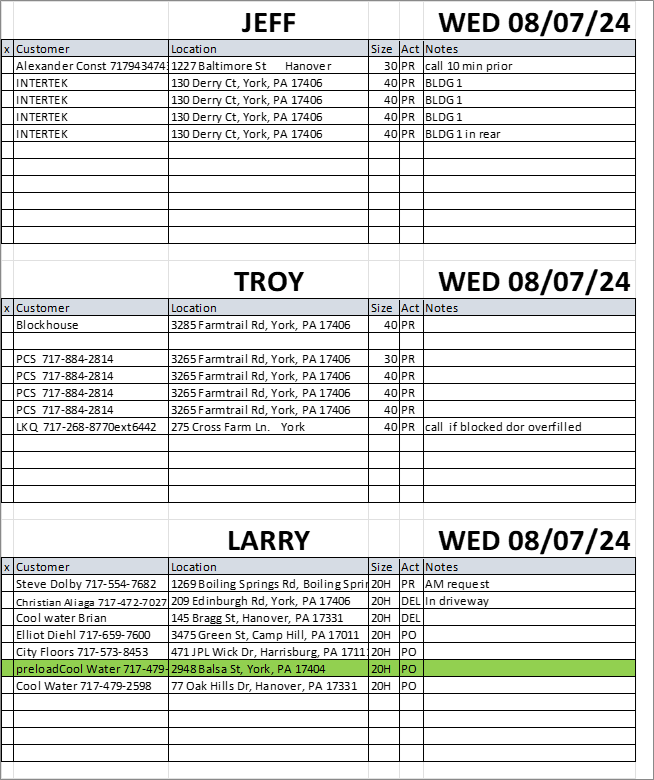 JEFF WED 08/07/24
x Customer Location Size Act Notes
Alexander Const 717943474 1227 Baltimore St Hanover 30 PR call 10 min prior
INTERTEK 130 Derry Ct, York, PA 17406 40 PR BLDG 1
INTERTEK 130 Derry Ct, York, PA 17406 40 PR BLDG 1
INTERTEK 130 Derry Ct, York, PA 17406 40 PR BLDG 1
INTERTEK 130 Derry Ct, York, PA 17406 40 PR BLDG 1 in rear
TROY WED 08/07/24
x Customer Location Size Act Notes
Blockhouse 3285 Farmtrail Rd, York, PA 17406 40 PR
PCS 717-884-2814 3265 Farmtrail Rd, York, PA 17406 30 PR
PCS 717-884-2814 3265 Farmtrail Rd, York, PA 17406 40 PR
PCS 717-884-2814 3265 Farmtrail Rd, York, PA 17406 40 PR
PCS 717-884-2814 3265 Farmtrail Rd, York, PA 17406 40 PR
LKQ 717-268-8770ext6442 275 Cross Farm Ln. York 40 PR call if blocked dor overfilled
LARRY WED 08/07/24
x Customer Location Size Act Notes
Steve Dolby 717-554-7682 1269 Boiling Springs Rd, Boiling Sprin 20H PR AM request
Christian Aliaga 717-472-7027 209 Edinburgh Rd, York, PA 17406 20H DEL In driveway
Cool water Brian 145 Bragg St, Hanover, PA 17331 20H DEL
Elliot Diehl 717-659-7600 3475 Green St, Camp Hill, PA 17011 20H PO
City Floors 717-573-8453 471 JPL Wick Dr, Harrisburg, PA 1711 20H PO
preloadCool Water 717-479- 2948 Balsa St, York, PA 17404 20H PO
Cool Water 717-479-2598 77 Oak Hills Dr, Hanover, PA 17331 20H PO